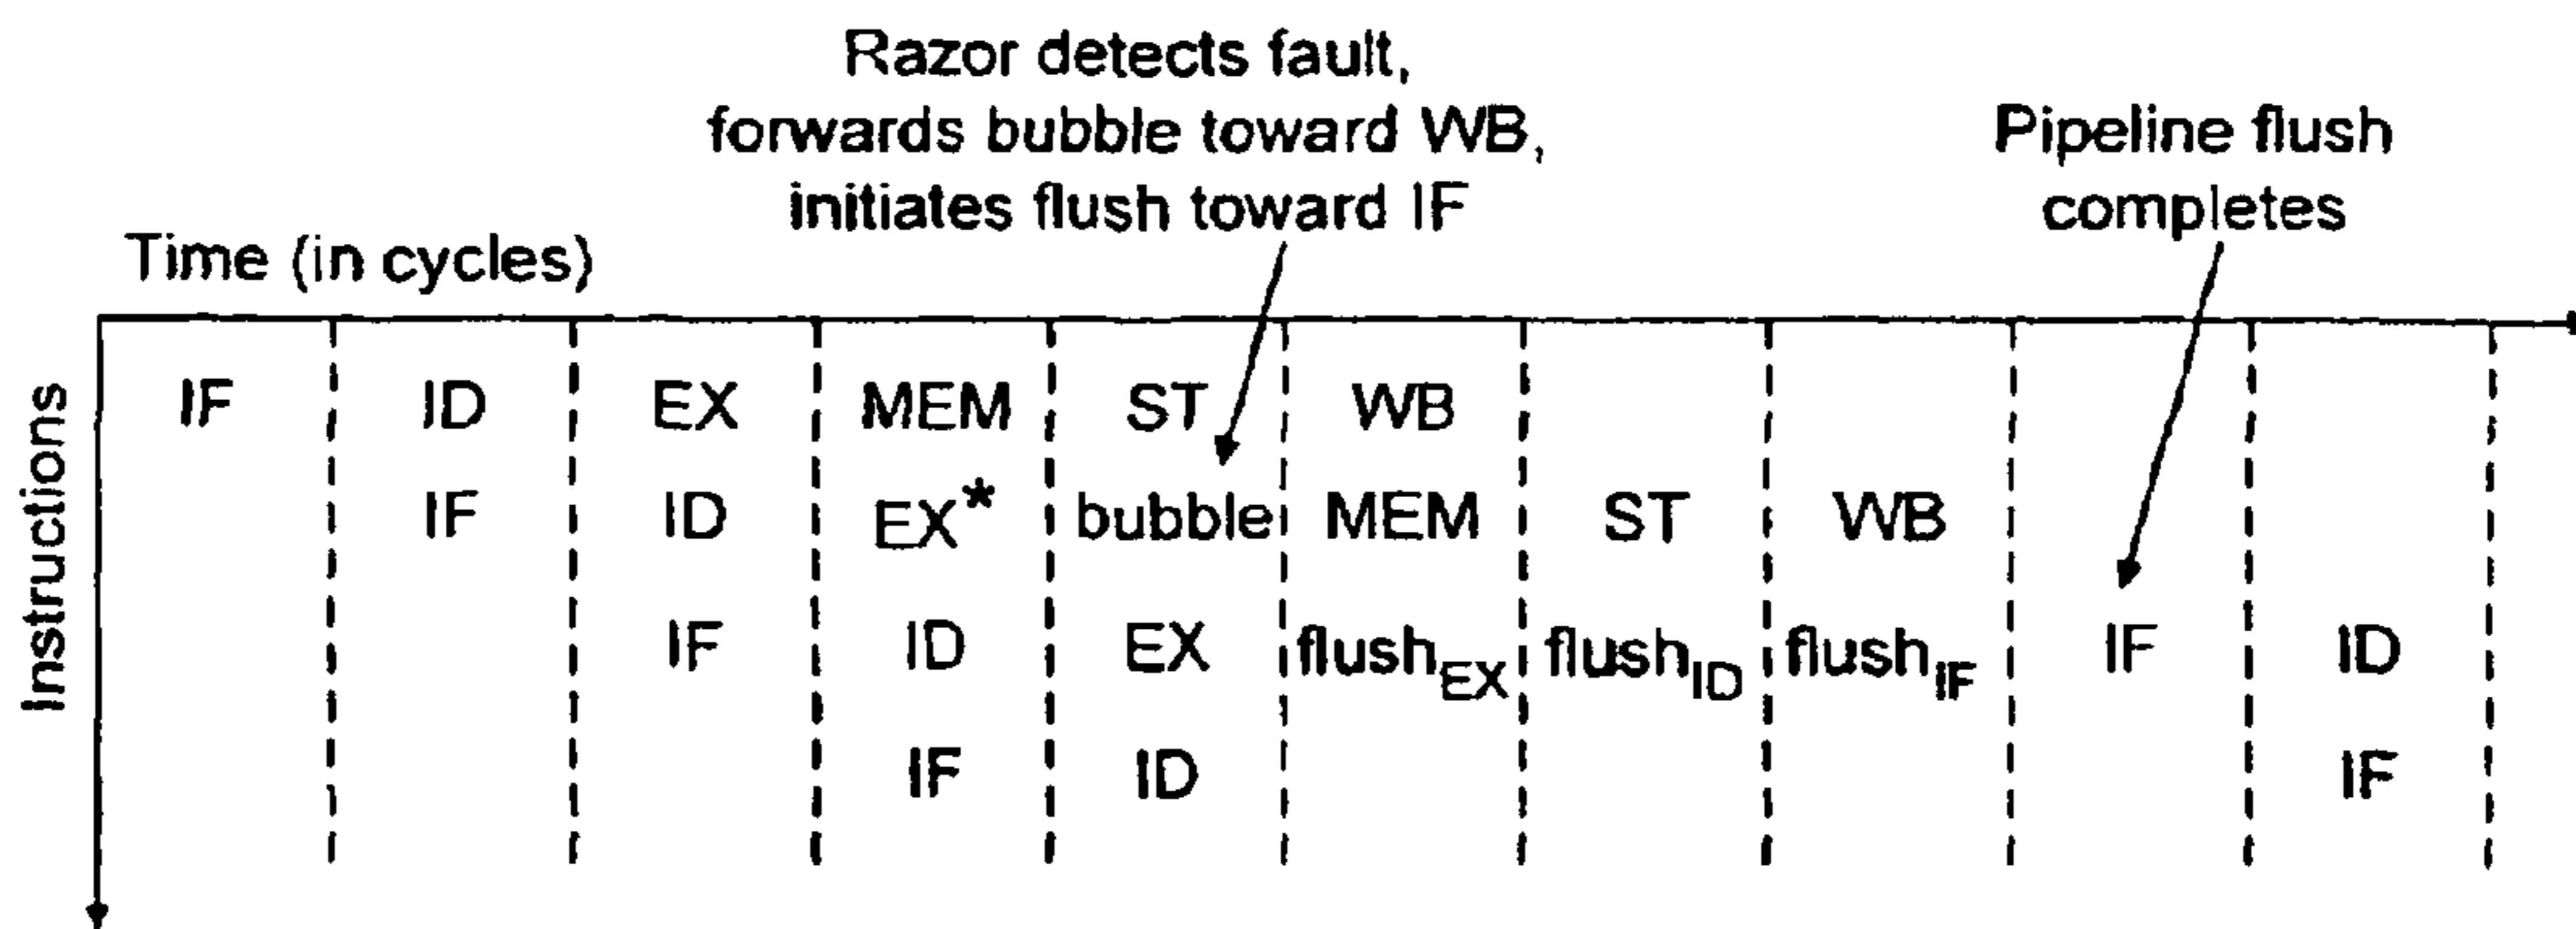 Razor detects fault,
forwards bubble toward WB,
initiates flush toward IF
Pipeline flush
completes
Time (in cycles)
Instructions
IF ID EX MEM ST WB
IF ID EX* bubble MEM ST WB
IF ID EX flushEX flushID flushIF IF ID
IF ID IF